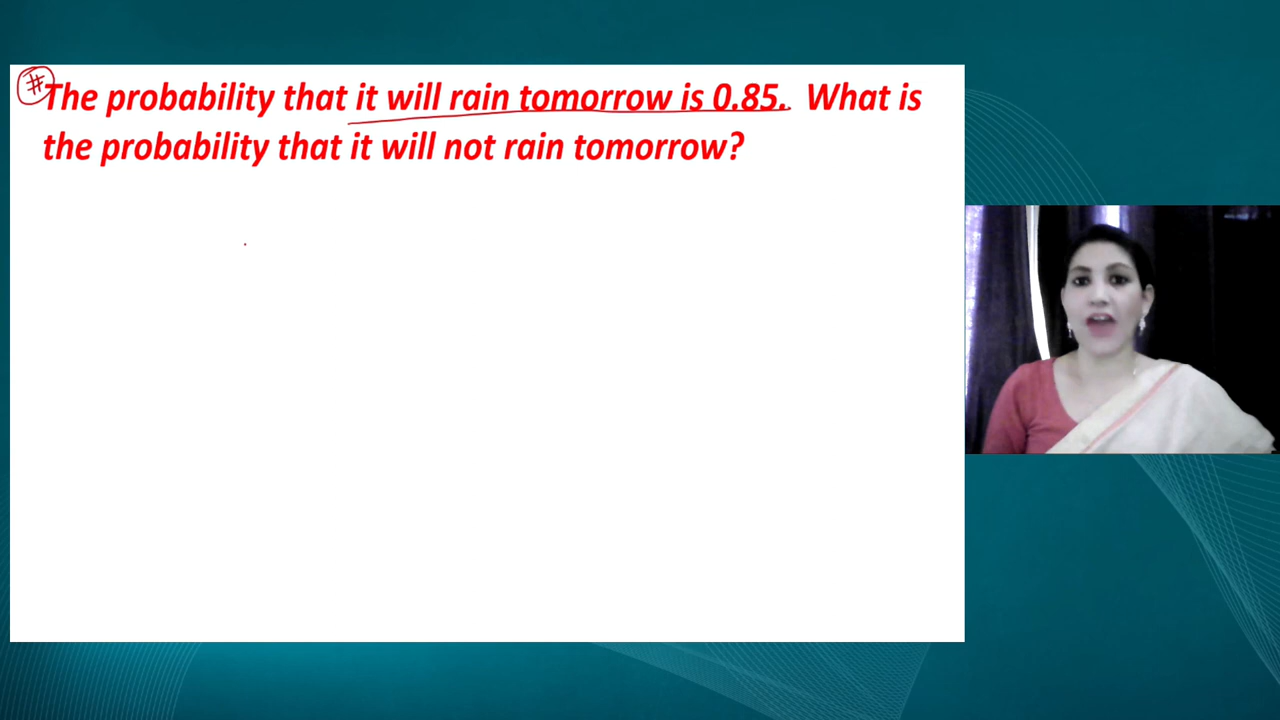 # The probability that it will rain tomorrow is 0.85. What is
the probability that it will not rain tomorrow?